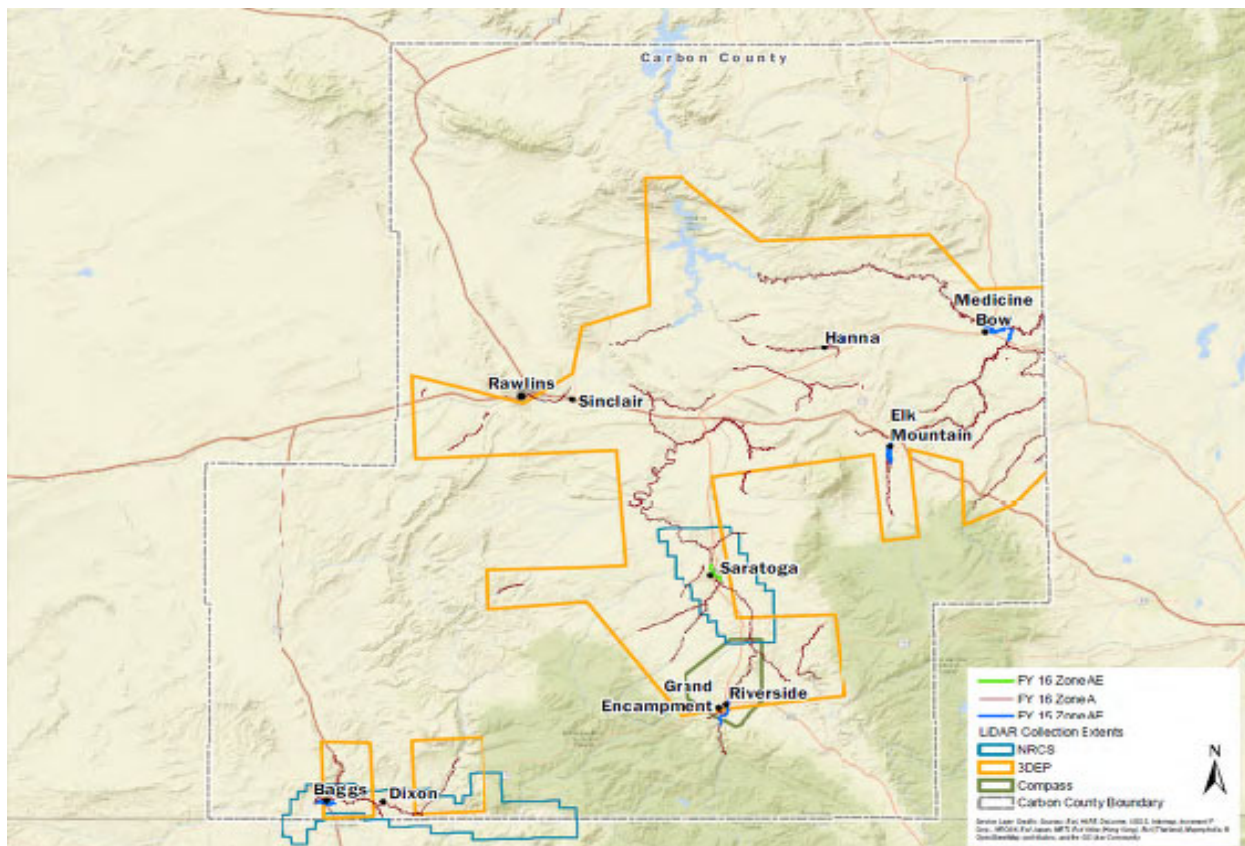 Carbon County
Medicine
Bow
Hanna
Rawlins
Sinclair
Elk
Mountain
Saratoga
Grand
Encampment
Riverside
Baggs
Dixon
FY 16 Zone AE
FY 16 Zone A
FY 15 Zone AE
LiDAR Collection Extents
NRCS
3DEP
Compass
Carbon County Boundary
N